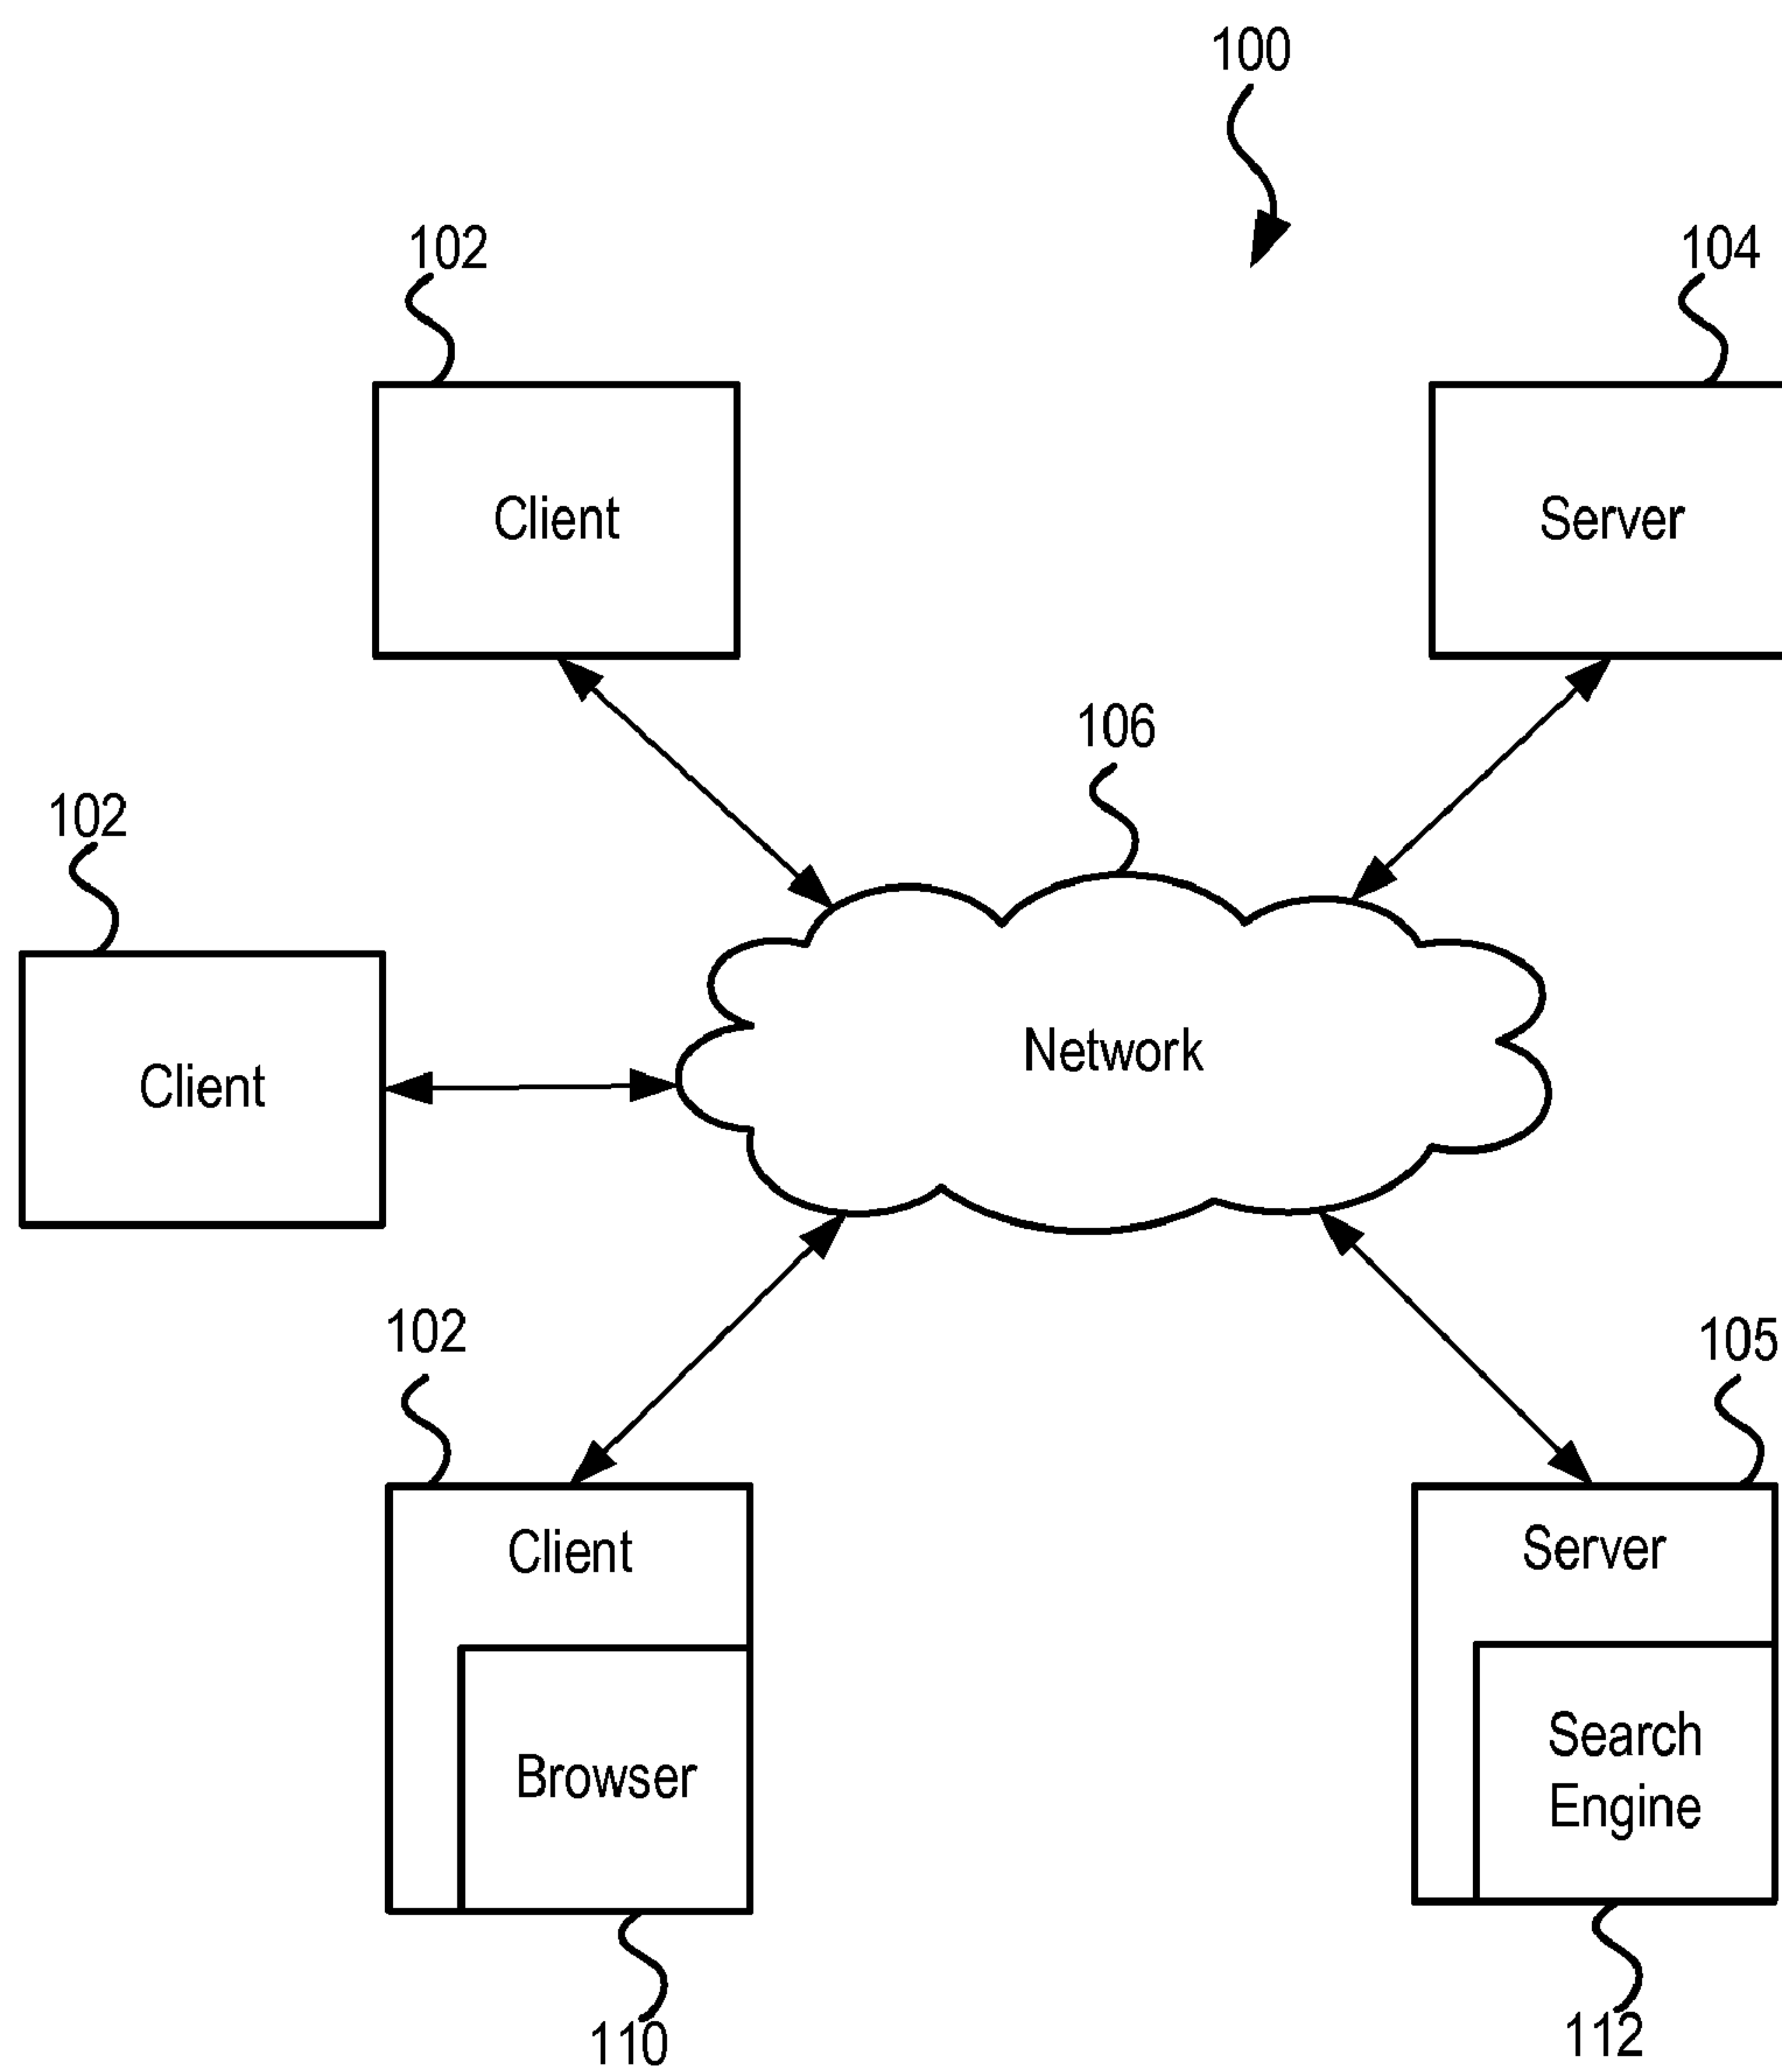 100
102
104
Client
Server
106
102
Network
Client
102
105
Client
Server
Browser
Search
Engine
110
112